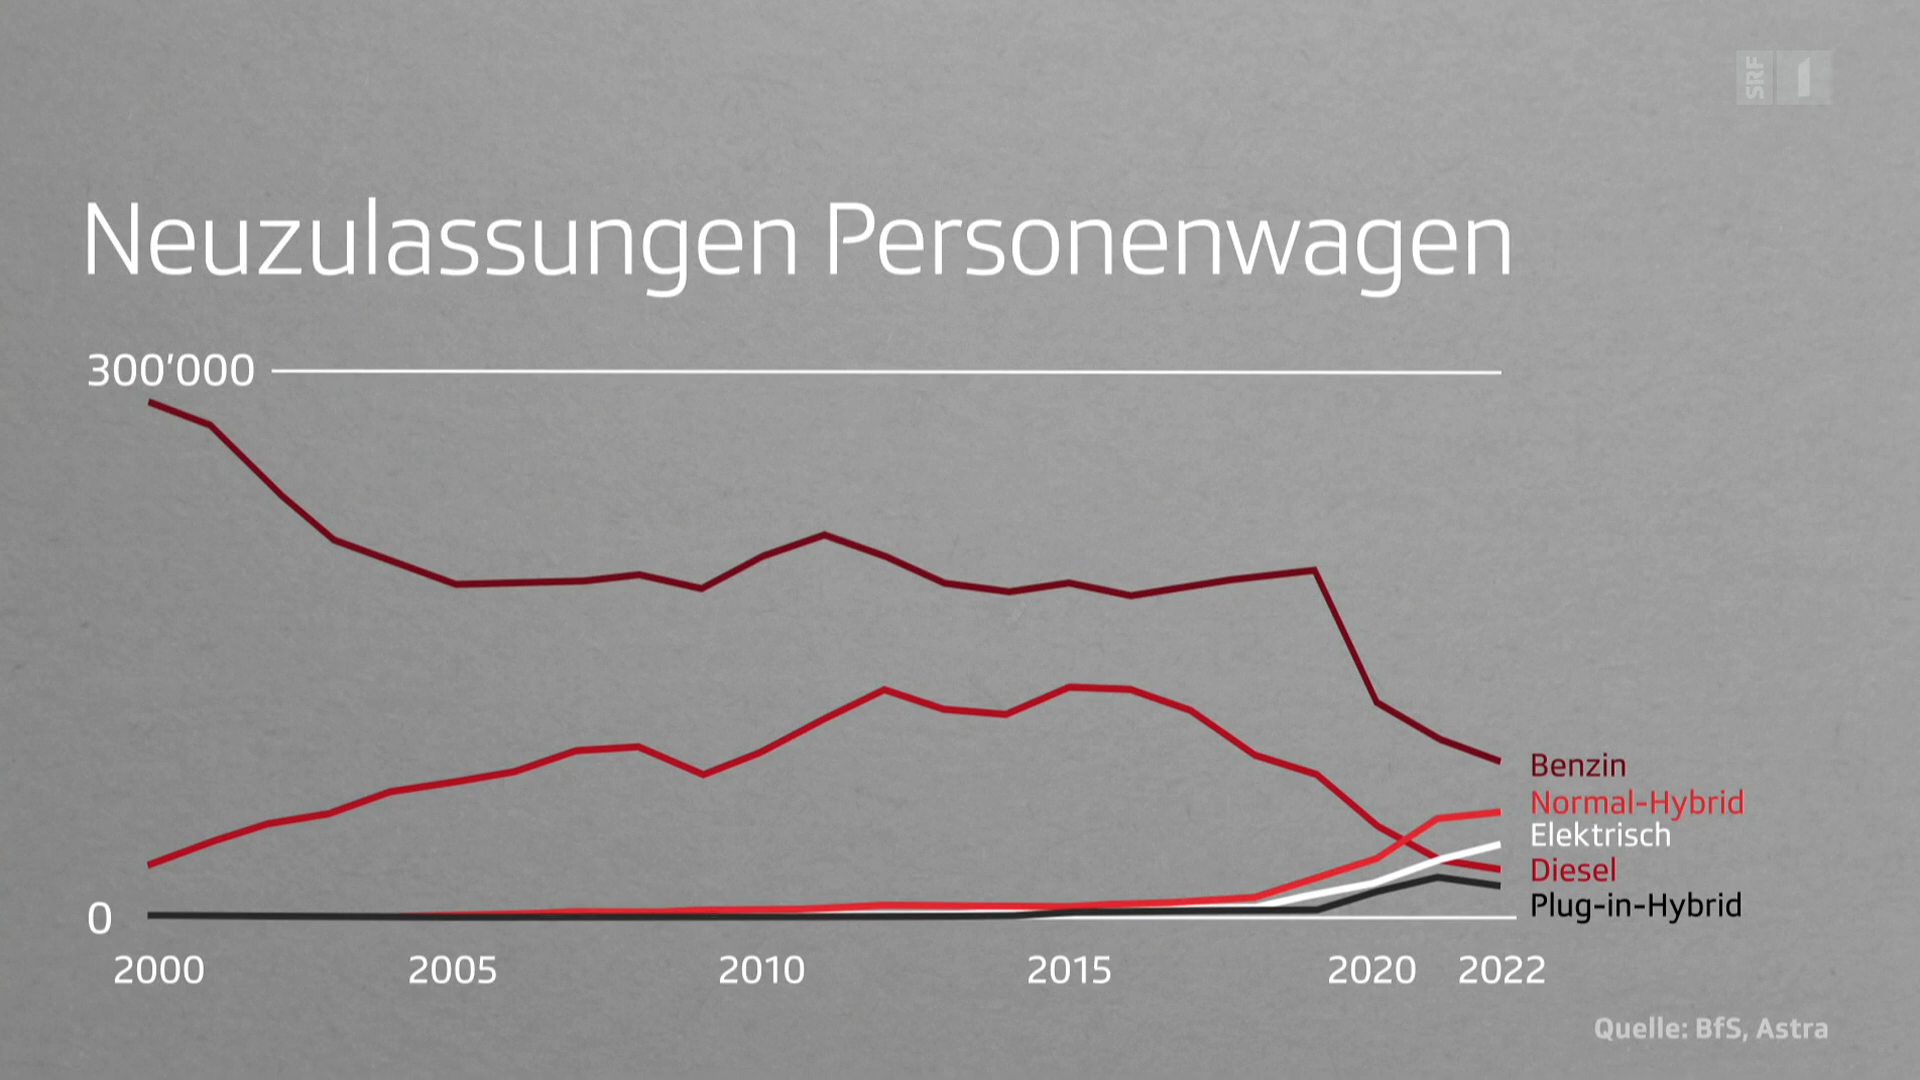 SRF 1
Neuzulassungen Personenwagen
300’000
Benzin
Normal-Hybrid
Elektrisch
Diesel
Plug-in-Hybrid
0
2000 2005 2010 2015 2020 2022
Quelle: BfS, Astra